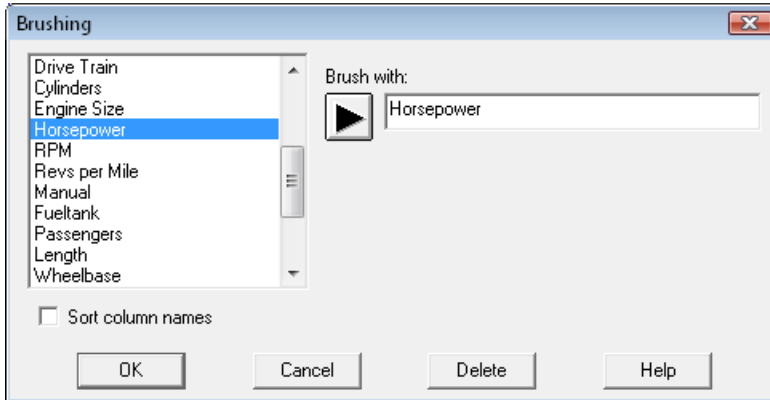 Brushing
Drive Train
Cylinders
Engine Size
Horsepower
RPM
Revs per Mile
Manual
Fueltank
Passengers
Length
Wheelbase
Brush with:
Horsepower
Sort column names
OK Cancel Delete Help